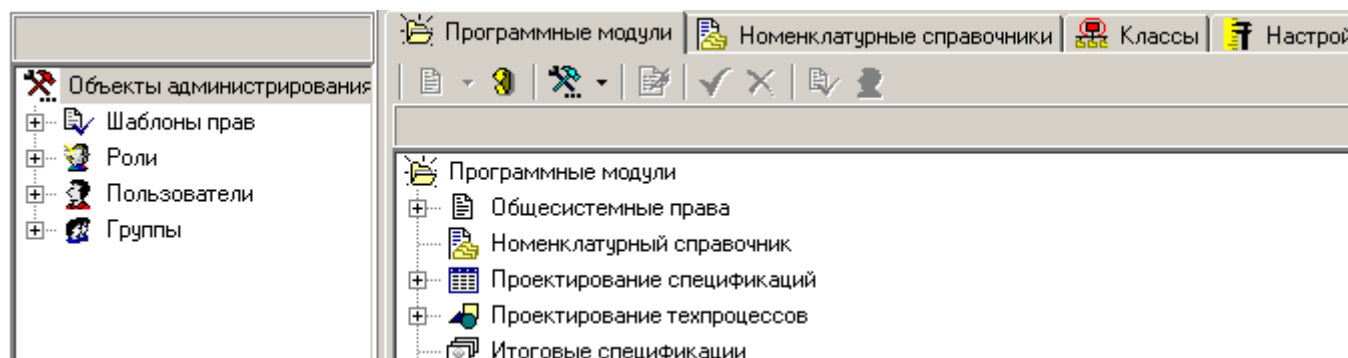 Программные модули Номенклатурные справочники Классы Настрой
Объекты администрирования
Шаблоны прав
Роли
Пользователи
Группы
Программные модули
Общесистемные права
Номенклатурный справочник
Проектирование спецификаций
Проектирование техпроцессов
Итоговые спецификации